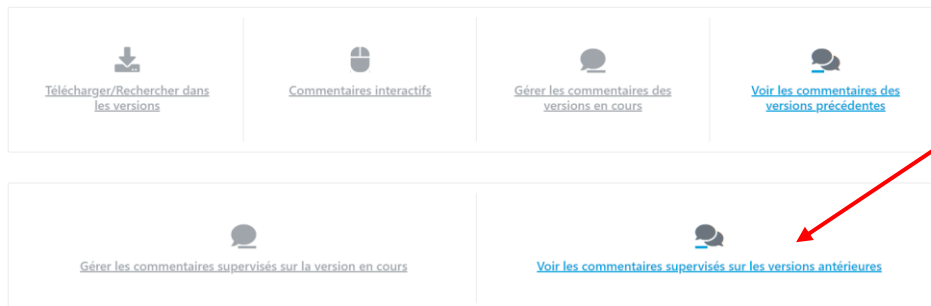 Télécharger/Rechercher dans
les versions
Commentaires interactifs
Gérer les commentaires des
versions en cours
Voir les commentaires des
versions précédentes
Gérer les commentaires supervisés sur la version en cours
Voir les commentaires supervisés sur les versions antérieures